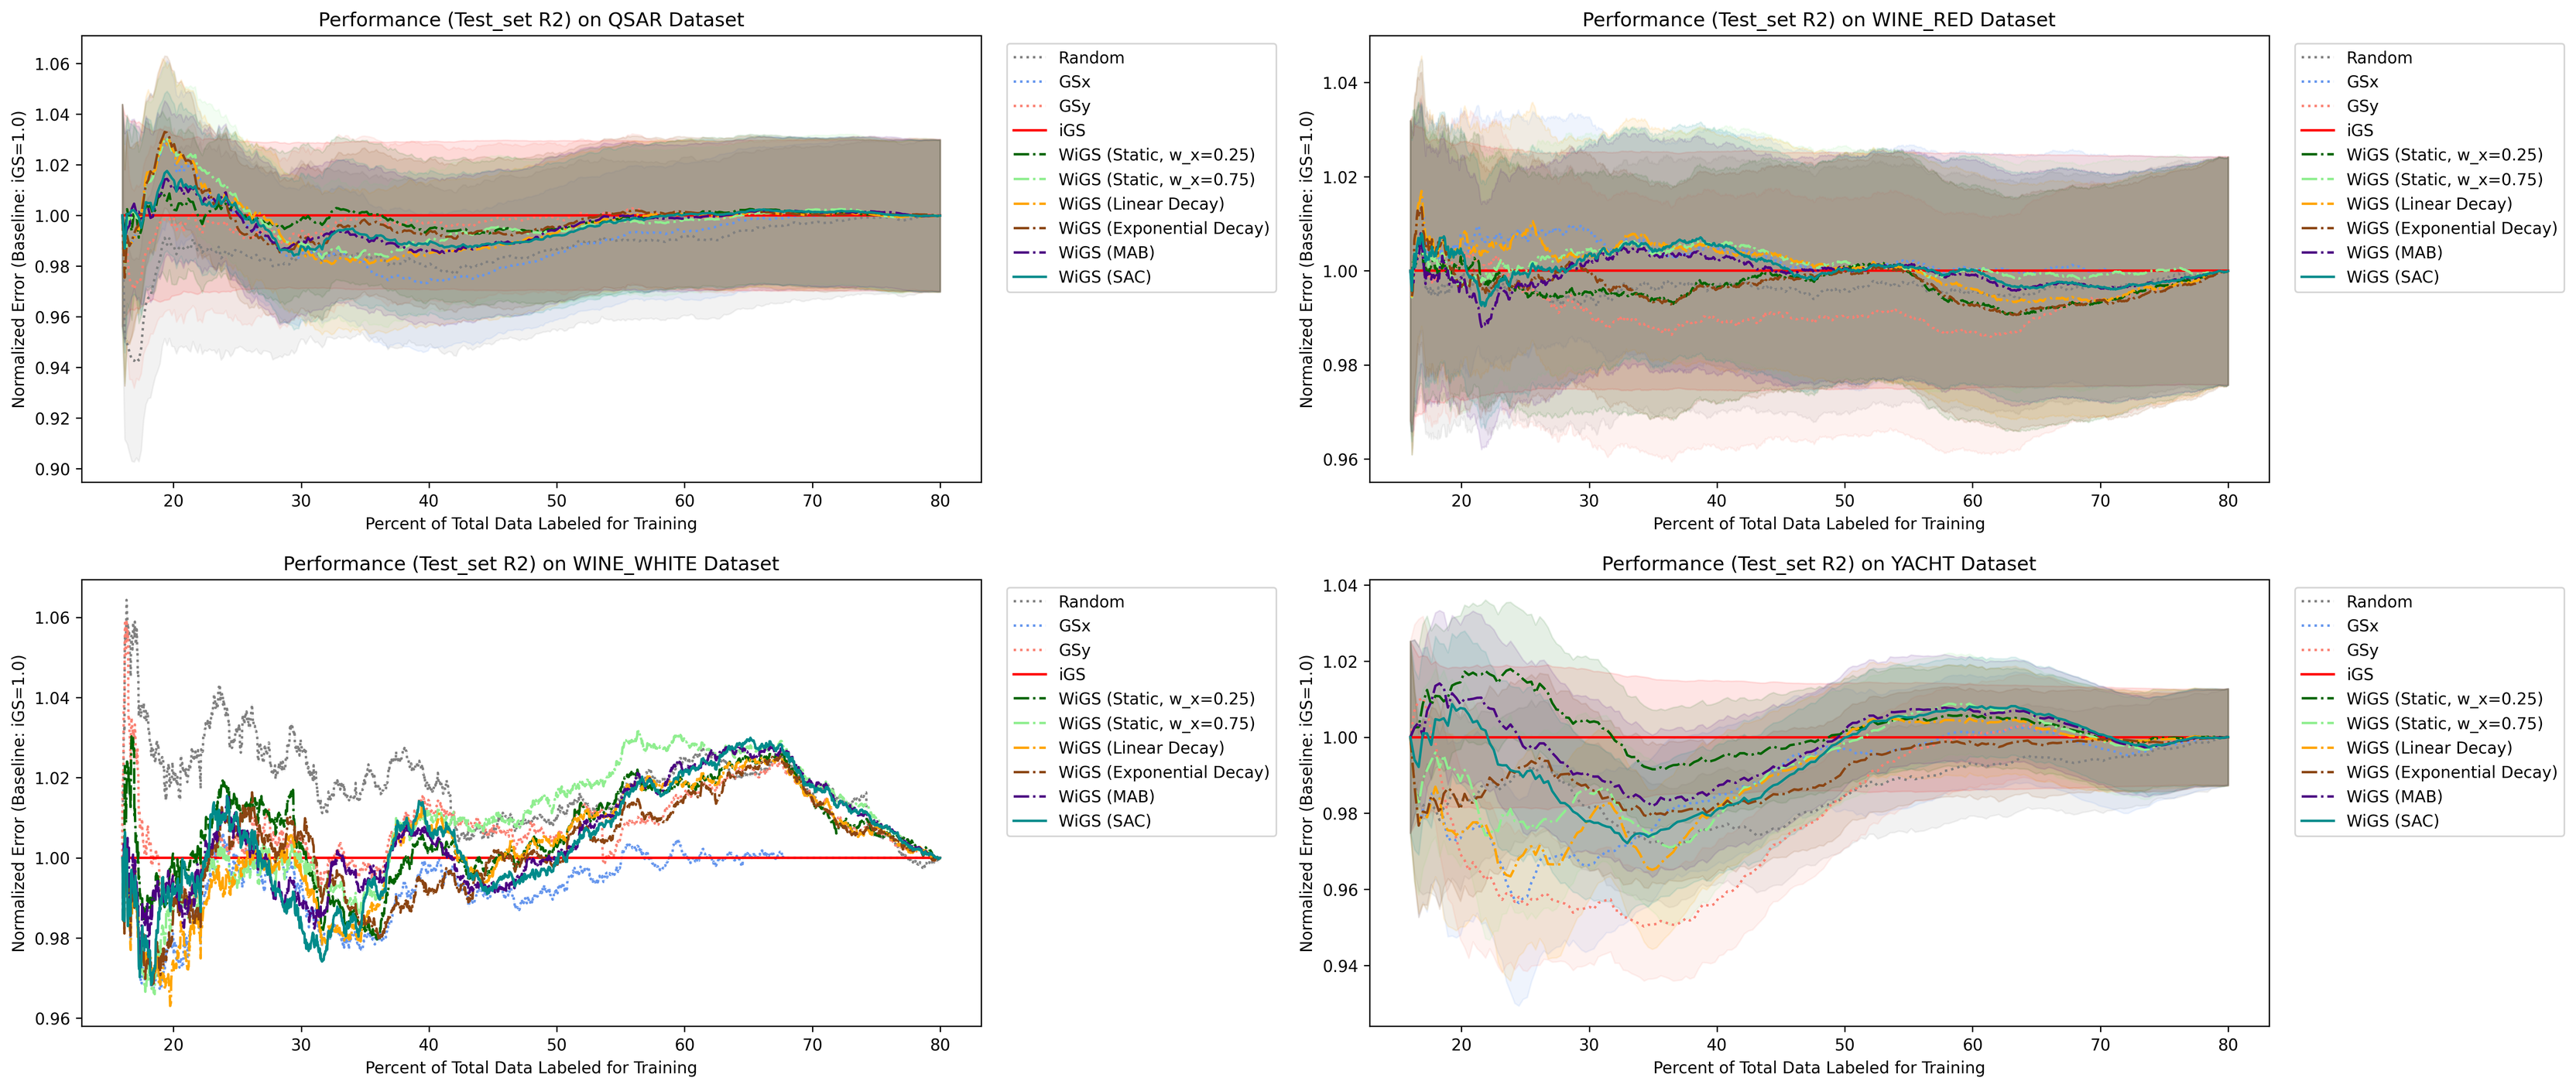 Performance (Test_set R2) on QSAR Dataset
Normalized Error (Baseline: iGS=1.0)
1.06
1.04
1.02
1.00
0.98
0.96
0.94
0.92
0.90
20 30 40 50 60 70 80
Percent of Total Data Labeled for Training
Random
GSx
GSy
iGS
WiGS (Static, w_x=0.25)
WiGS (Static, w_x=0.75)
WiGS (Linear Decay)
WiGS (Exponential Decay)
WiGS (MAB)
WiGS (SAC)
Performance (Test_set R2) on WINE_RED Dataset
Normalized Error (Baseline: iGS=1.0)
1.04
1.02
1.00
0.98
0.96
20 30 40 50 60 70 80
Percent of Total Data Labeled for Training
Random
GSx
GSy
iGS
WiGS (Static, w_x=0.25)
WiGS (Static, w_x=0.75)
WiGS (Linear Decay)
WiGS (Exponential Decay)
WiGS (MAB)
WiGS (SAC)
Performance (Test_set R2) on WINE_WHITE Dataset
Normalized Error (Baseline: iGS=1.0)
1.06
1.04
1.02
1.00
0.98
0.96
20 30 40 50 60 70 80
Percent of Total Data Labeled for Training
Random
GSx
GSy
iGS
WiGS (Static, w_x=0.25)
WiGS (Static, w_x=0.75)
WiGS (Linear Decay)
WiGS (Exponential Decay)
WiGS (MAB)
WiGS (SAC)
Performance (Test_set R2) on YACHT Dataset
Normalized Error (Baseline: iGS=1.0)
1.04
1.02
1.00
0.98
0.96
0.94
20 30 40 50 60 70 80
Percent of Total Data Labeled for Training
Random
GSx
GSy
iGS
WiGS (Static, w_x=0.25)
WiGS (Static, w_x=0.75)
WiGS (Linear Decay)
WiGS (Exponential Decay)
WiGS (MAB)
WiGS (SAC)